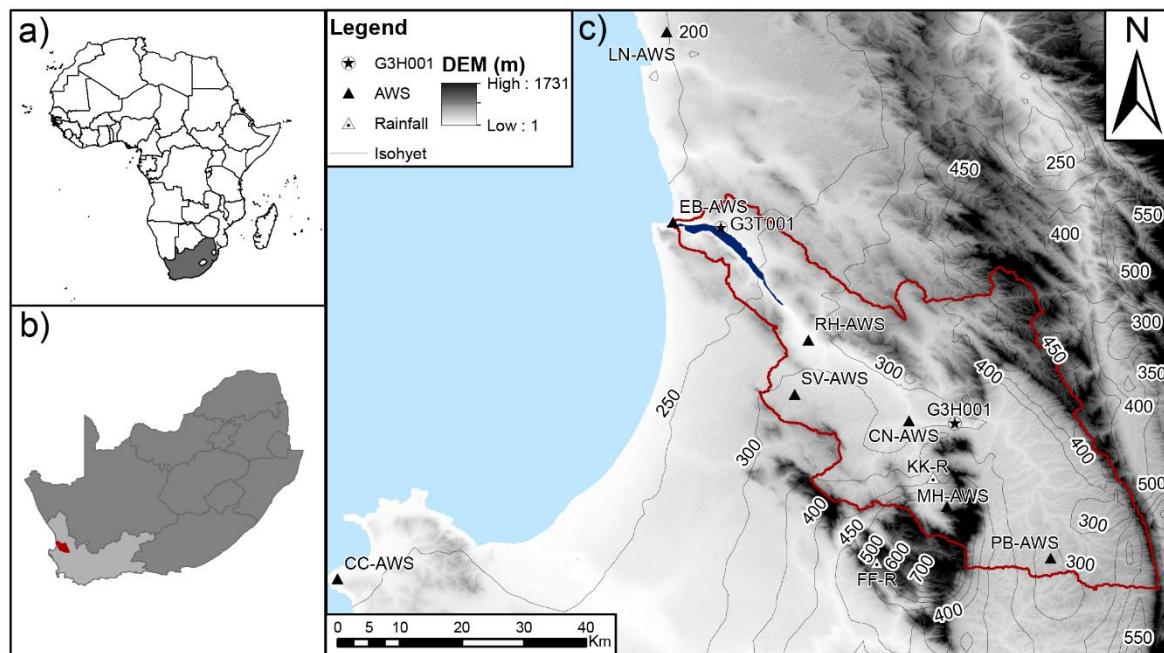 a)
b)
Legend
G3H001
AWS
Rainfall
Isohyet
DEM (m)
High : 1731
Low : 1
c)
N
LN-AWS
200
450
250
550
400
500
EB-AWS
G3T001
300
450
350
400
RH-AWS
300
400
SV-AWS
250
G3H001
CN-AWS
400
300
KK-R
500
MH-AWS
400
450
500
600
700
300
PB-AWS
300
FF-R
400
CC-AWS
550
0 5 10 20 30 40
Km